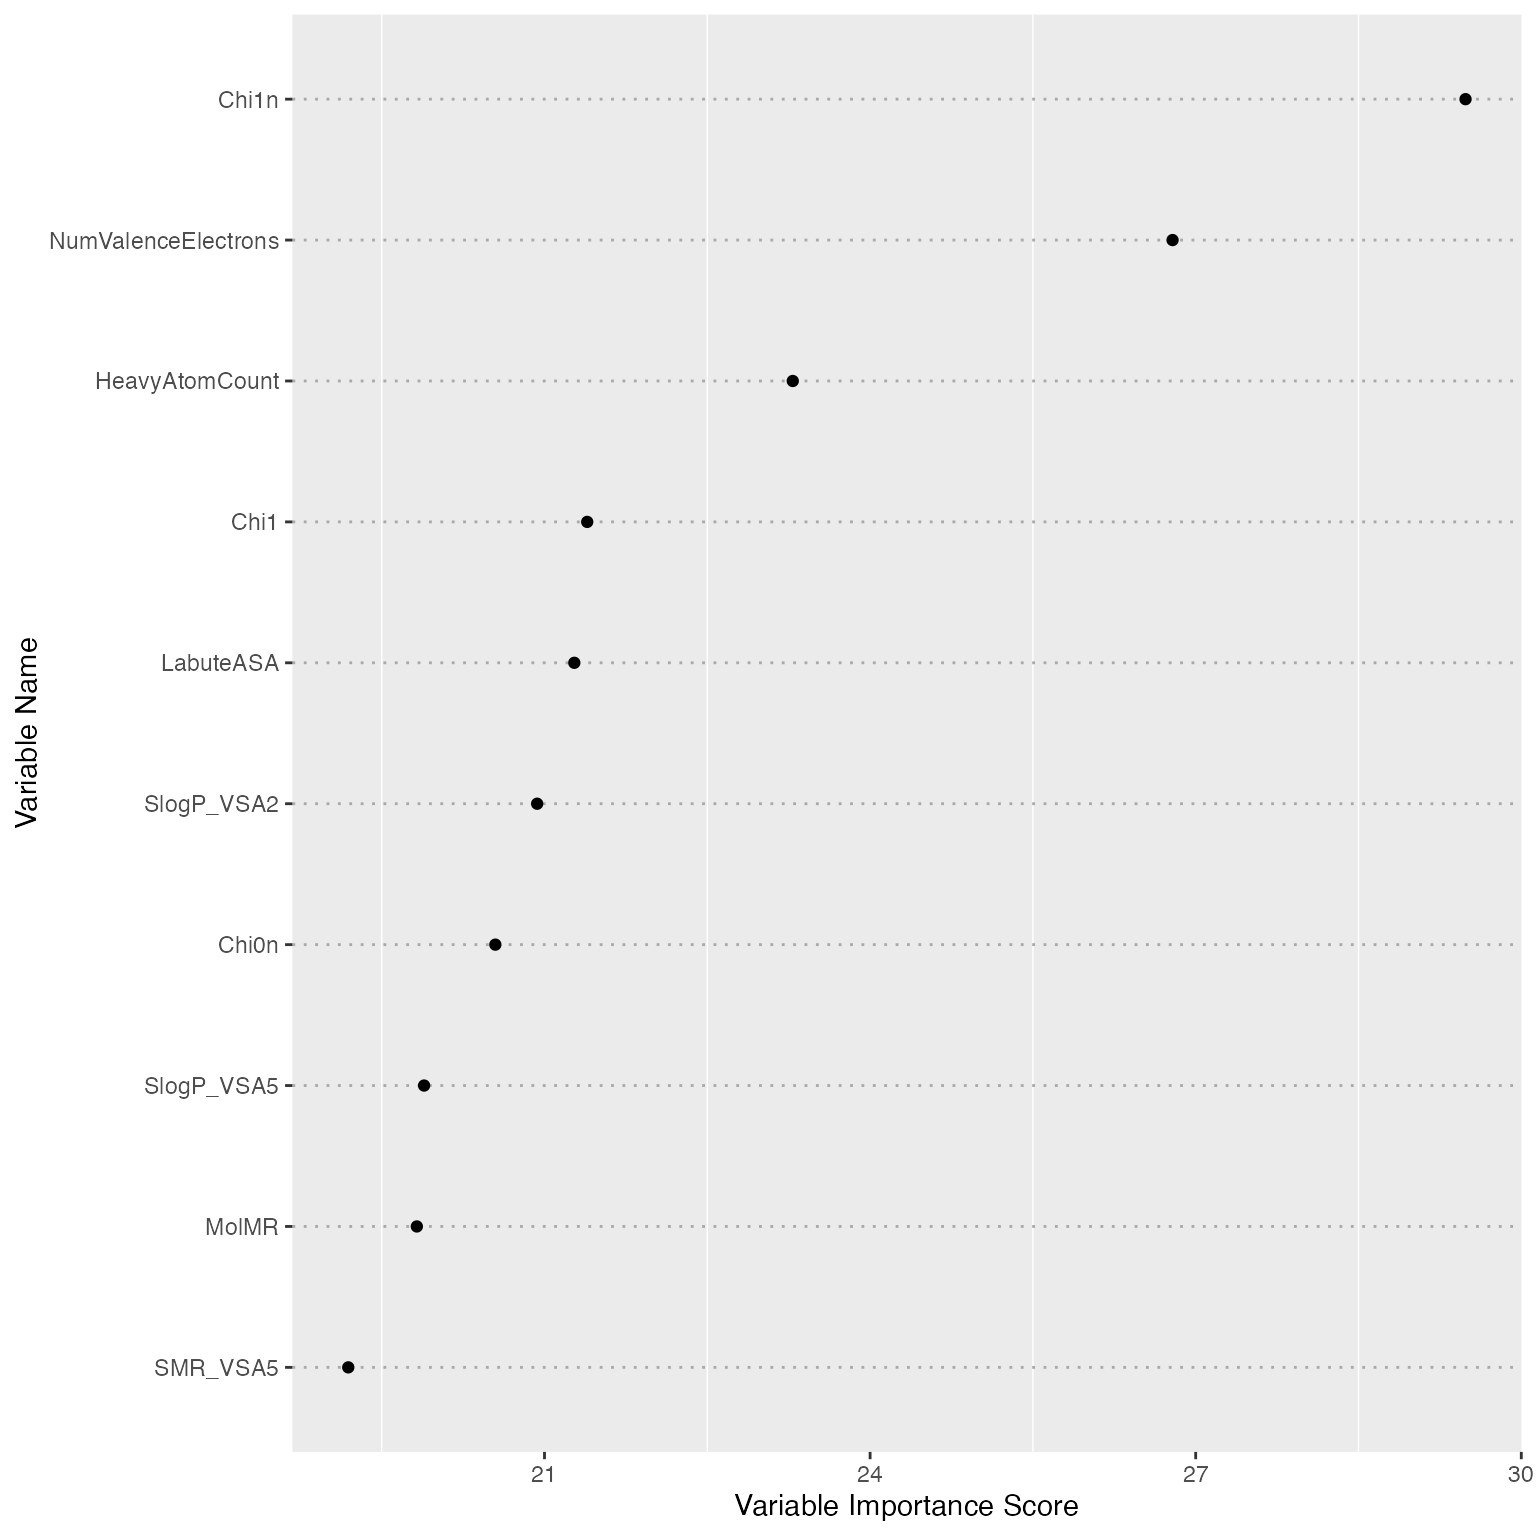 Chi1n
NumValenceElectrons
HeavyAtomCount
Chi1
LabuteASA
SlogP_VSA2
Chi0n
SlogP_VSA5
MolMR
SMR_VSA5
Variable Name
21 24 27 30
Variable Importance Score